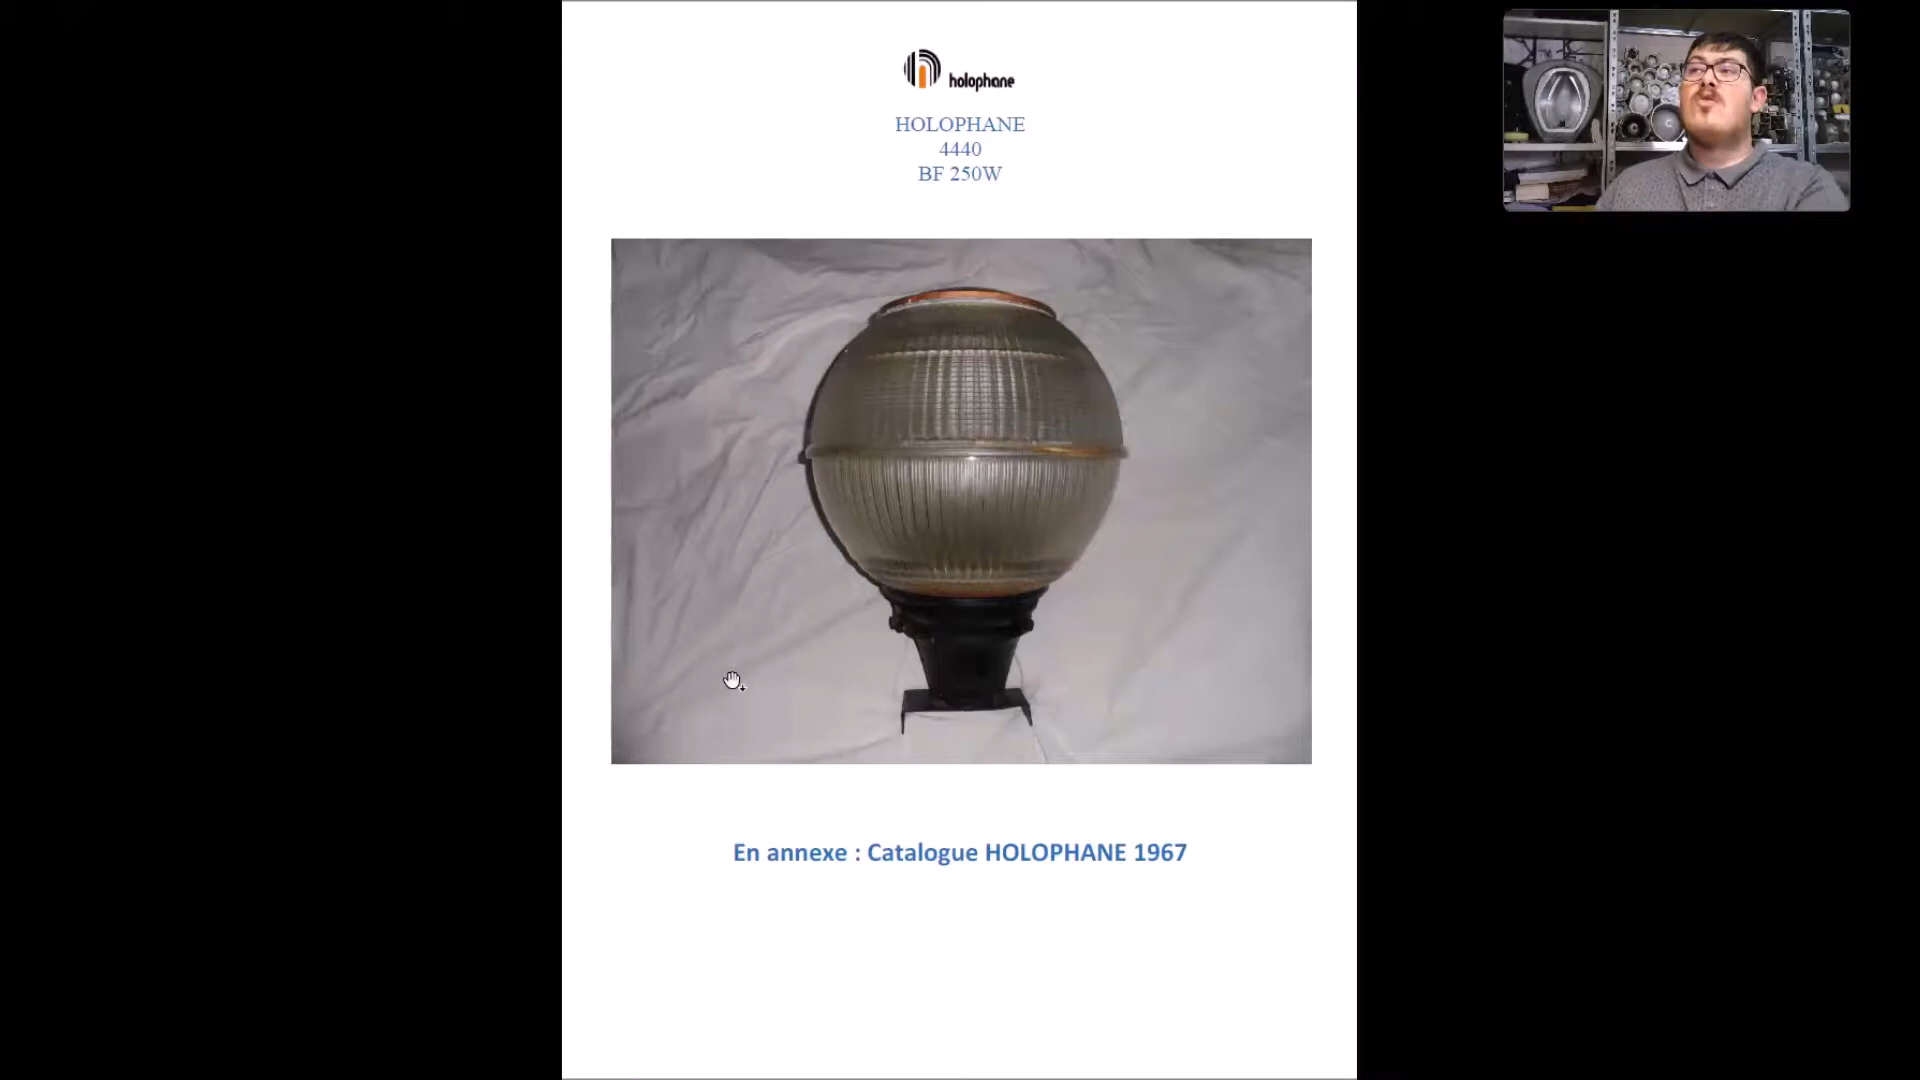 holophane
HOLOPHANE
4440
BF 250W
En annexe : Catalogue HOLOPHANE 1967